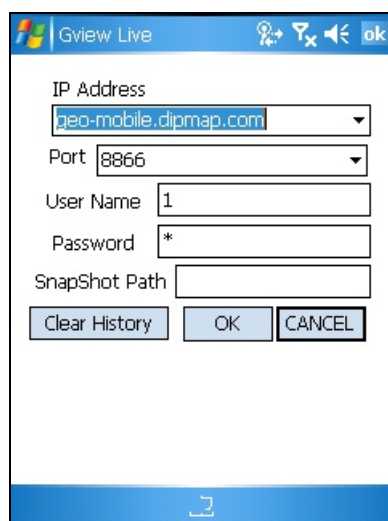 Gview Live ok
IP Address
geo-mobile.dipmap.com
Port 8866
User Name 1
Password *
SnapShot Path
Clear History OK CANCEL